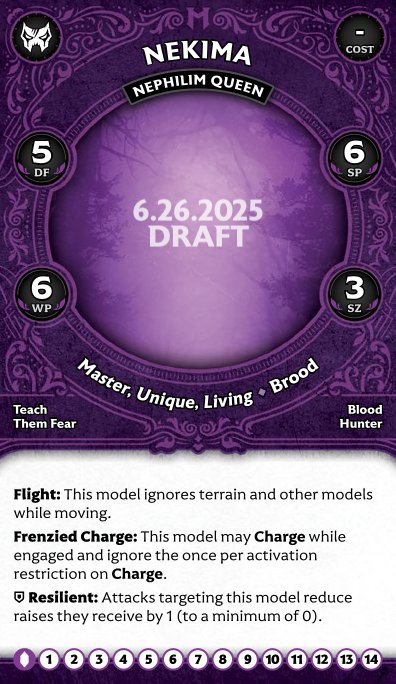 M
-
COST
NEKIMA
NEPHILIM QUEEN
5
DF
6
SP
6.26.2025
DRAFT
6
WP
3
SZ
Master, Unique, Living ♦ Brood
Teach
Them Fear
Blood
Hunter
Flight: This model ignores terrain and other models
while moving.
Frenzied Charge: This model may Charge while
engaged and ignore the once per activation
restriction on Charge.
Resilient: Attacks targeting this model reduce
raises they receive by 1 (to a minimum of 0).
1 2 3 4 5 6 7 8 9 10 11 12 13 14